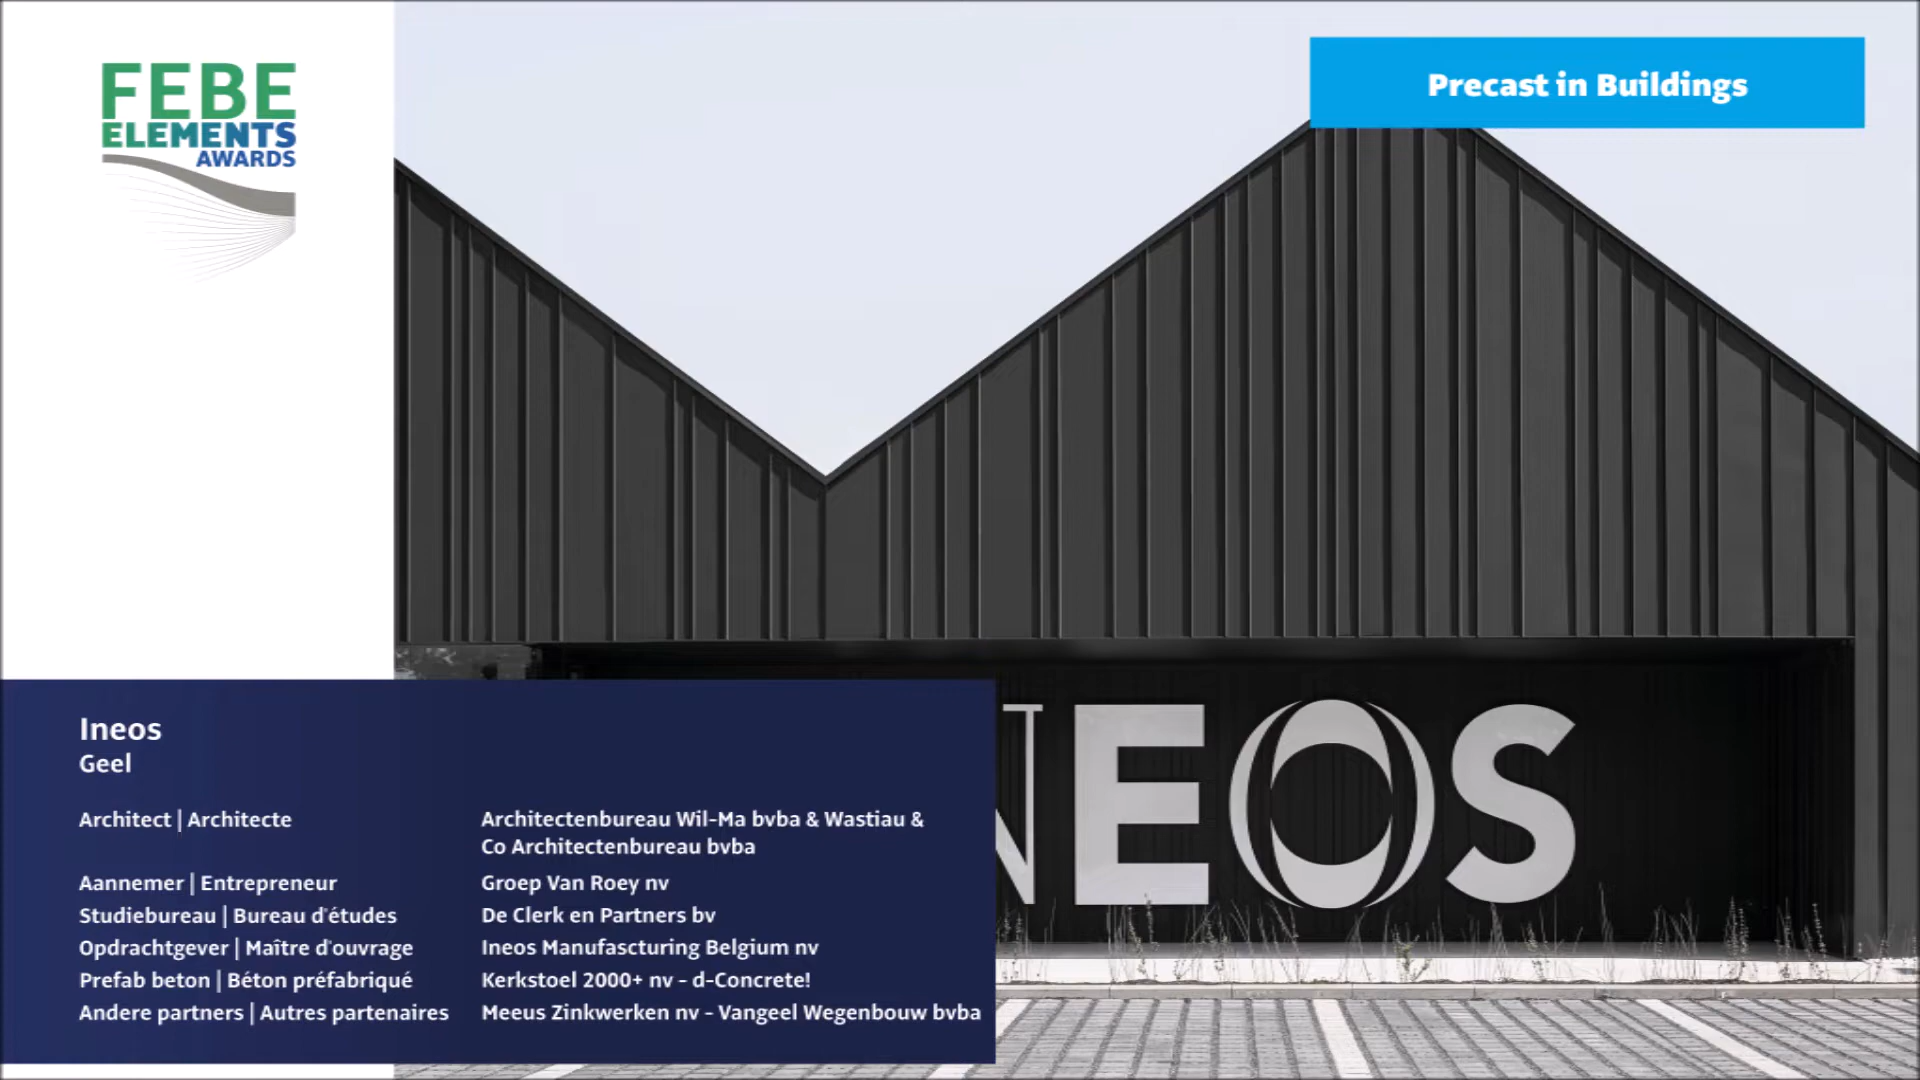 FEBE
ELEMENTS
AWARDS
Precast in Buildings
Ineos
Geel
Architect | Architecte
Architectenbureau Wil-Ma bvba & Wastiau &
Co Architectenbureau bvba
Aannemer | Entrepreneur
Groep Van Roey nv
Studiebureau | Bureau d'études
De Clerk en Partners bv
Opdrachtgever | Maître d'ouvrage
Ineos Manufascturing Belgium nv
Prefab beton | Béton préfabriqué
Kerkstoel 2000+ nv - d-Concrete!
Andere partners | Autres partenaires
Meeus Zinkwerken nv - Vangeel Wegenbouw bvba
NEOS